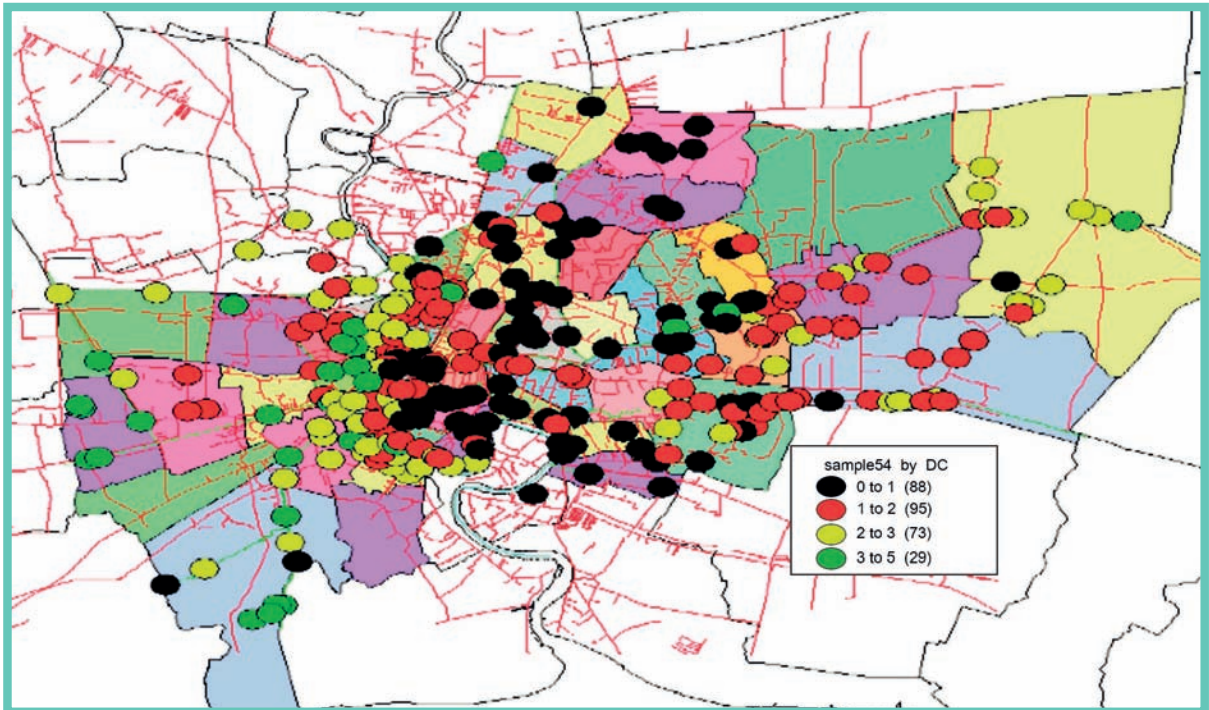 sample54 by DC
0 to 1 (88)
1 to 2 (95)
2 to 3 (73)
3 to 5 (29)